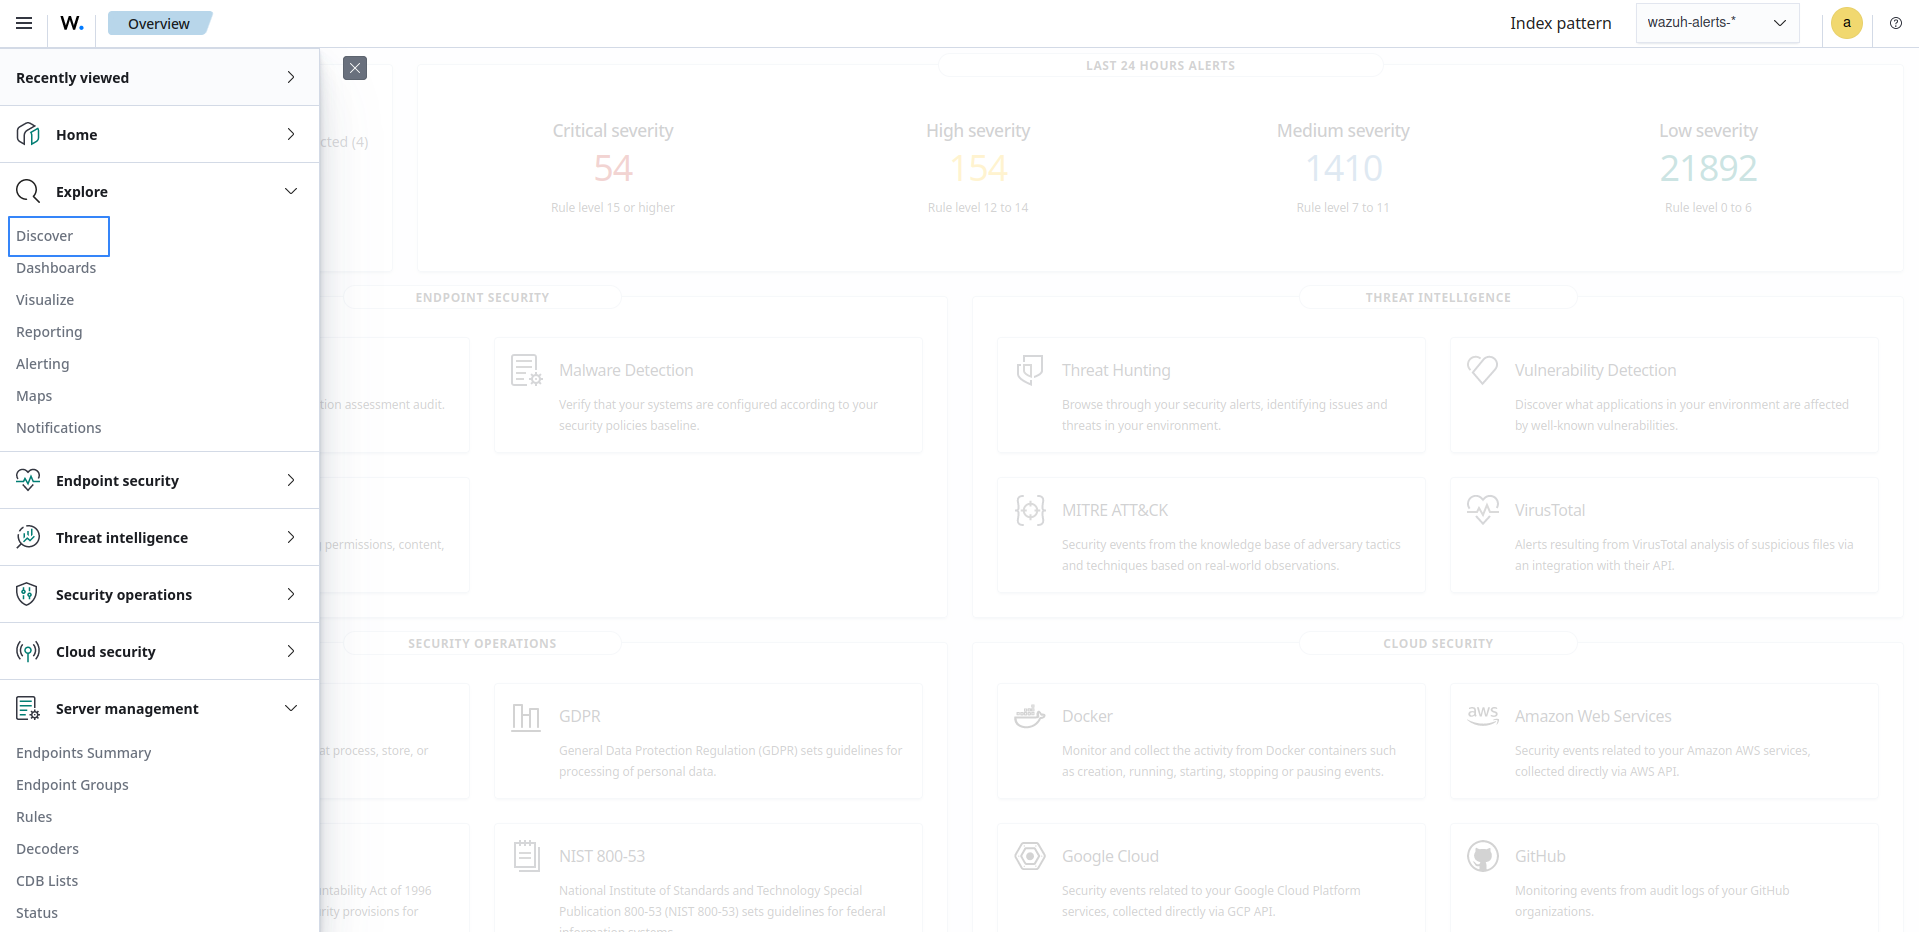 W.
Overview
Index pattern
wazuh-alerts-*
a
Recently viewed
Home
Explore
Discover
Dashboards
Visualize
Reporting
Alerting
Maps
Notifications
Endpoint security
Threat intelligence
Security operations
Cloud security
Server management
Endpoints Summary
Endpoint Groups
Rules
Decoders
CDB Lists
Status
cted (4)
LAST 24 HOURS ALERTS
Critical severity
54
Rule level 15 or higher
High severity
154
Rule level 12 to 14
Medium severity
1410
Rule level 7 to 11
Low severity
21892
Rule level 0 to 6
ENDPOINT SECURITY
tion assessment audit.
Malware Detection
Verify that your systems are configured according to your
security policies baseline.
permissions, content,
THREAT INTELLIGENCE
Threat Hunting
Browse through your security alerts, identifying issues and
threats in your environment.
Vulnerability Detection
Discover what applications in your environment are affected
by well-known vulnerabilities.
MITRE ATT&CK
Security events from the knowledge base of adversary tactics
and techniques based on real-world observations.
VirusTotal
Alerts resulting from VirusTotal analysis of suspicious files via
an integration with their API.
SECURITY OPERATIONS
at process, store, or
GDPR
General Data Protection Regulation (GDPR) sets guidelines for
processing of personal data.
ntability Act of 1996
rity provisions for
NIST 800-53
National Institute of Standards and Technology Special
Publication 800-53 (NIST 800-53) sets guidelines for federal
information systems.
CLOUD SECURITY
Docker
Monitor and collect the activity from Docker containers such
as creation, running, starting, stopping or pausing events.
aws
Amazon Web Services
Security events related to your Amazon AWS services,
collected directly via AWS API.
Google Cloud
Security events related to your Google Cloud Platform
services, collected directly via GCP API.
GitHub
Monitoring events from audit logs of your GitHub
organizations.